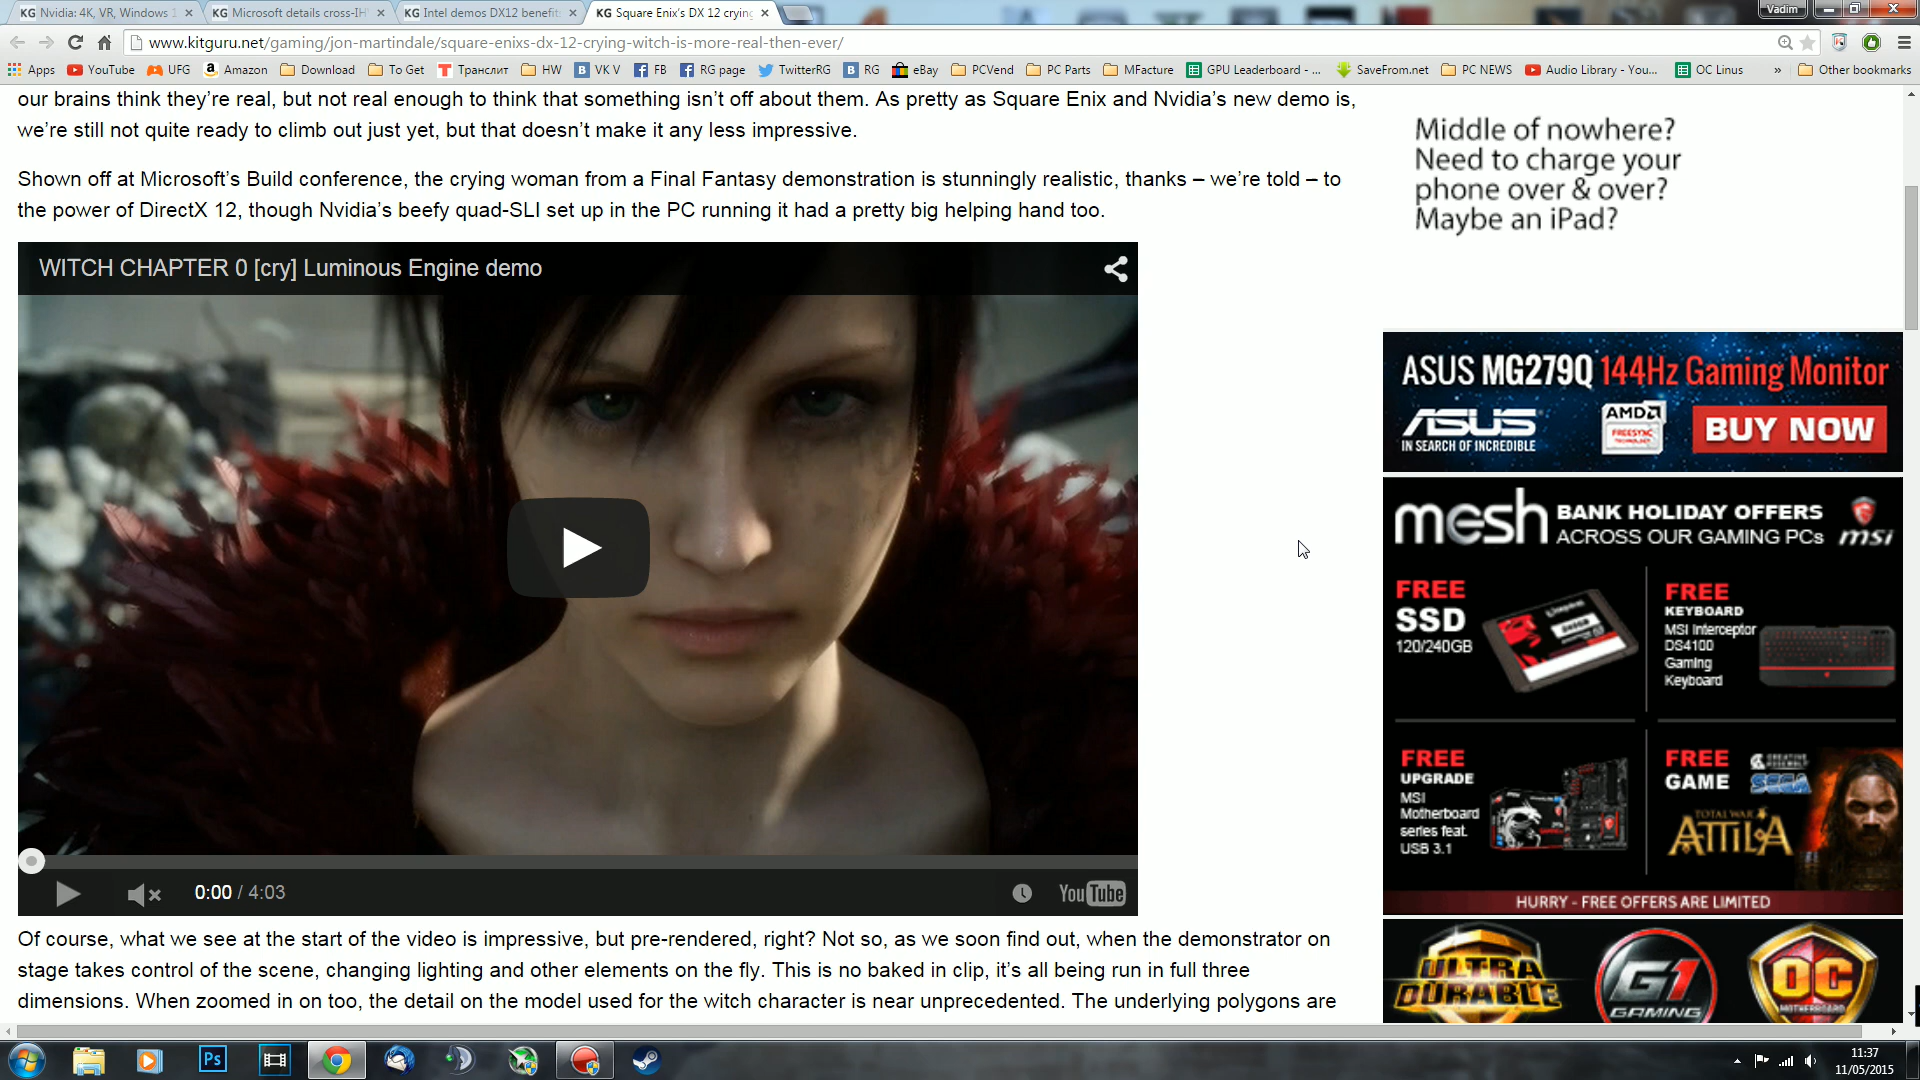 KG Nvidia: 4K, VR, Windows 1
KG Microsoft details cross-IH
KG Intel demos DX12 benefit
KG Square Enix's DX 12 crying
Vadim
www.kitguru.net/gaming/jon-martindale/square-enixs-dx-12-crying-witch-is-more-real-then-ever/
Apps YouTube UFG Amazon Download To Get Транслит HW VK V FB RG page TwitterRG RG eBay PCVend PC Parts MFacture GPU Leaderboard - ... SaveFrom.net PC NEWS Audio Library - You... OC Linus » Other bookmarks
our brains think they're real, but not real enough to think that something isn't off about them. As pretty as Square Enix and Nvidia's new demo is,
we're still not quite ready to climb out just yet, but that doesn't make it any less impressive.
Shown off at Microsoft's Build conference, the crying woman from a Final Fantasy demonstration is stunningly realistic, thanks – we're told – to
the power of DirectX 12, though Nvidia's beefy quad-SLI set up in the PC running it had a pretty big helping hand too.
WITCH CHAPTER 0 [cry] Luminous Engine demo
0:00 / 4:03
YouTube
Of course, what we see at the start of the video is impressive, but pre-rendered, right? Not so, as we soon find out, when the demonstrator on
stage takes control of the scene, changing lighting and other elements on the fly. This is no baked in clip, it's all being run in full three
dimensions. When zoomed in on too, the detail on the model used for the witch character is near unprecedented. The underlying polygons are
Middle of nowhere?
Need to charge your
phone over & over?
Maybe an iPad?
ASUS MG279Q 144Hz Gaming Monitor
ASUS
IN SEARCH OF INCREDIBLE
AMD
FREESYNC
TECHNOLOGY
BUY NOW
mesh
BANK HOLIDAY OFFERS
ACROSS OUR GAMING PCs
msi
FREE
SSD
120/240GB
FREE
KEYBOARD
MSI Interceptor
DS4100
Gaming
Keyboard
FREE
UPGRADE
MSI
Motherboard
series feat.
USB 3.1
FREE
GAME
CREATIVE
ASSEMBLY
SEGA
TOTAL WAR
ATTILA
HURRY - FREE OFFERS ARE LIMITED
ULTRA
DURABLE
G1
GAMING
OC
MOTHERBOARD
Ps
11:37
11/05/2015